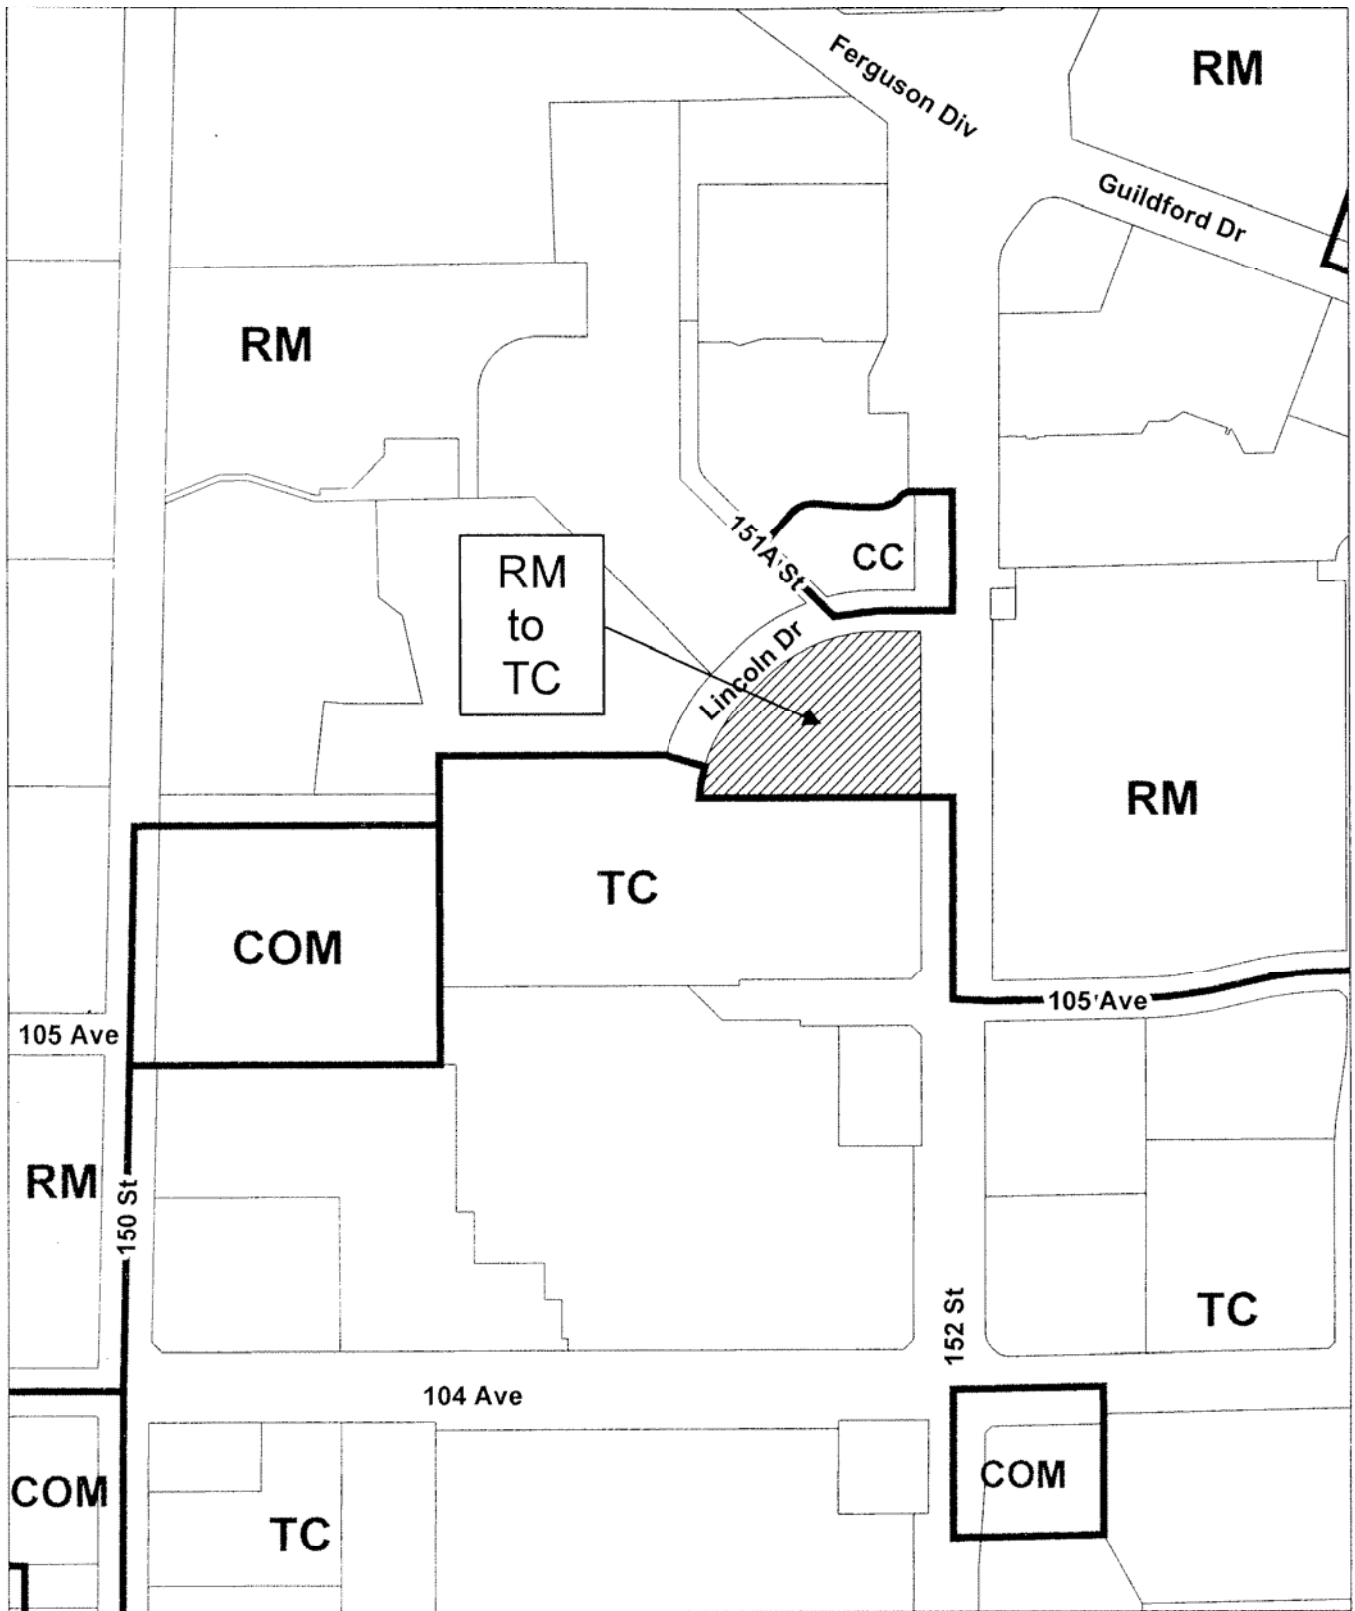 Ferguson Div
RM
Guildford Dr
RM
151A St
CC
RM
to
TC
Lincoln Dr
RM
TC
COM
105 Ave
105 Ave
RM
150 St
152 St
TC
104 Ave
COM
COM
TC